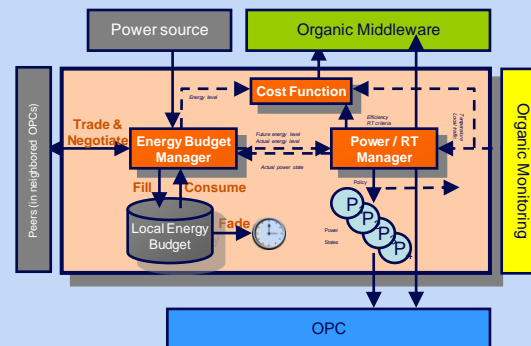 Power source
Organic Middleware
Energy level
Cost Function
Efficiency
RT criteria
Temperature
Trade &
Negotiate
Energy Budget
Manager
Future energy level
Actual energy level
Power / RT
Manager
Actual power state
Policy
Fill
Consume
Local Energy
Budget
Fade
Power
States
P
P
P
P
OPC
Peers (in neighbored OPCs)
Organic Monitoring